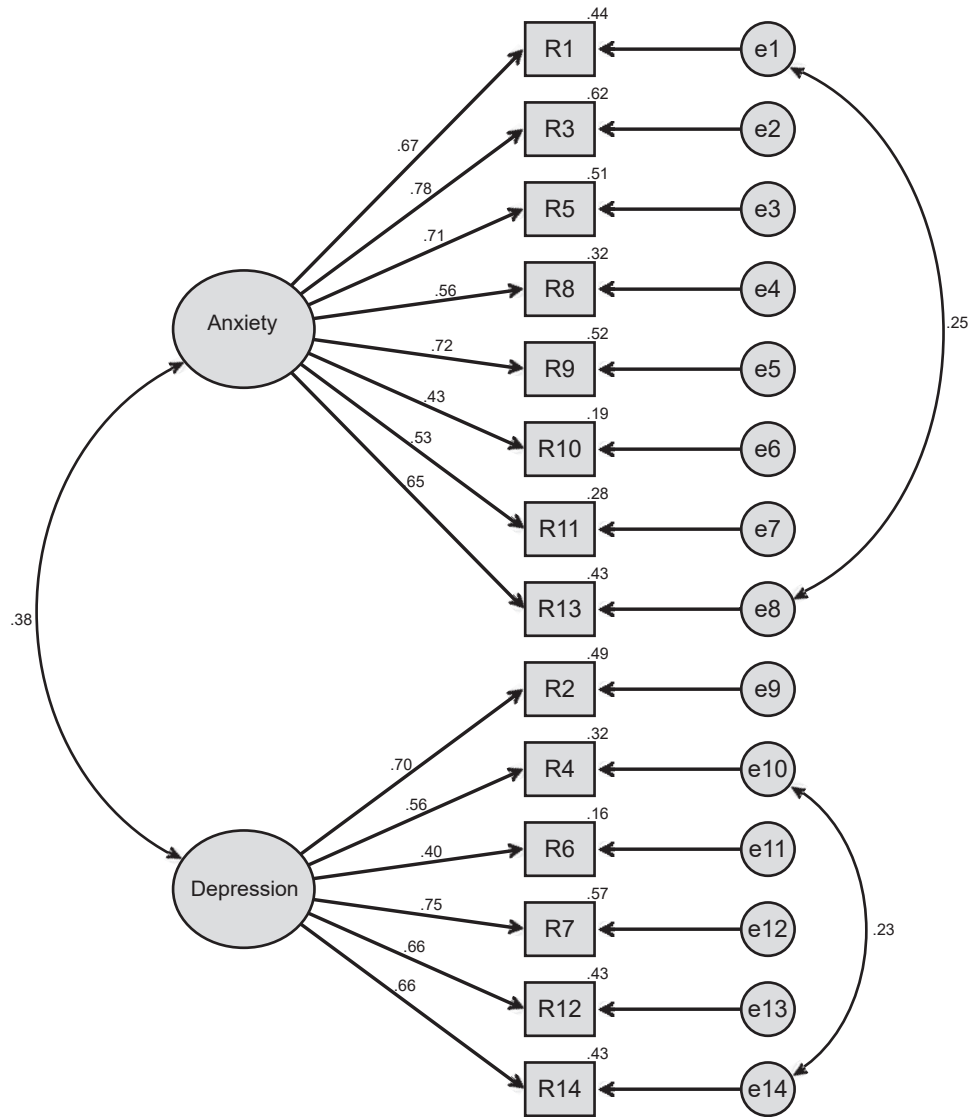 .44
R1
e1
.62
R3
e2
.67
.78
.51
R5
e3
.71
.32
R8
e4
.56
Anxiety
.25
.52
R9
e5
.72
.43
.19
R10
e6
.53
.65
.28
R11
e7
.43
R13
e8
.38
.49
R2
e9
.70
.32
R4
e10
.56
.16
R6
e11
.40
Depression
.75
.57
R7
e12
.23
.66
.66
.43
R12
e13
.43
R14
e14